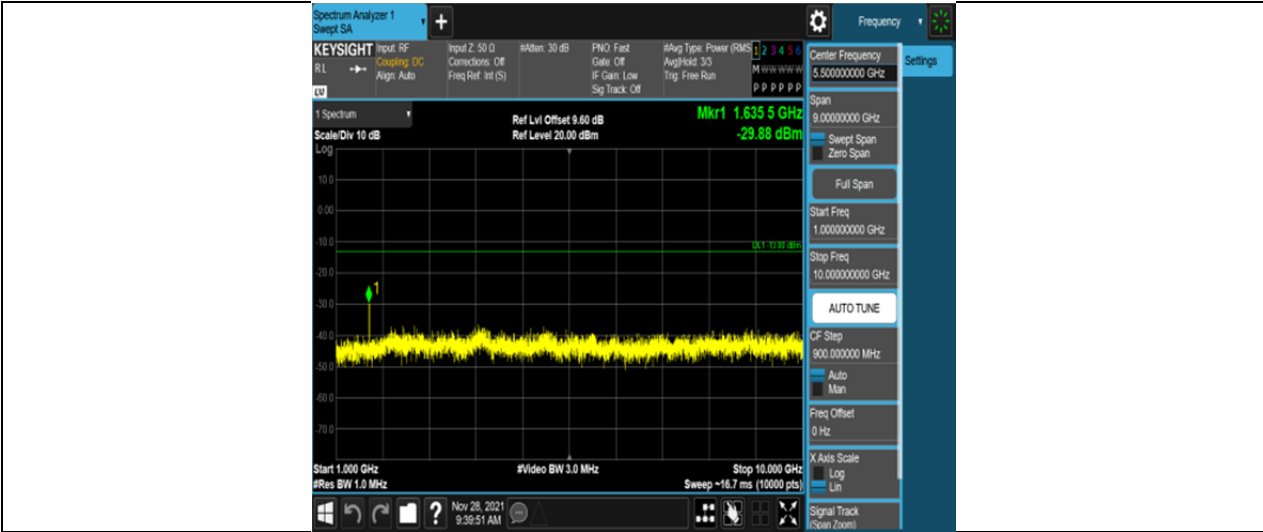 Spectrum Analyzer 1
Swept SA
+
Frequency
KEYSIGHT
RL
LV
Input: RF
Coupling: DC
Align: Auto
Input Z: 50 Ω
Corrections: Off
Freq Ref: Int (S)
#Atten: 30 dB
PNO: Fast
Gate: Off
IF Gain: Low
Sig Track: Off
#Avg Type: Power (RMS
Avg|Hold: 3/3
Trig: Free Run
1 2 3 4 5 6
M W W W W W
P P P P P P
1 Spectrum
Scale/Div 10 dB
Log
Ref Lvl Offset 9.60 dB
Ref Level 20.00 dBm
Mkr1 1.635 5 GHz
-29.88 dBm
10.0
0.00
-10.0
-20.0
-30.0
-40.0
-50.0
-60.0
-70.0
DL1 -13.00 dBm
1
Start 1.000 GHz
#Res BW 1.0 MHz
#Video BW 3.0 MHz
Stop 10.000 GHz
Sweep ~16.7 ms (10000 pts)
Center Frequency
5.500000000 GHz
Settings
Span
9.00000000 GHz
Swept Span
Zero Span
Full Span
Start Freq
1.000000000 GHz
Stop Freq
10.000000000 GHz
AUTO TUNE
CF Step
900.000000 MHz
Auto
Man
Freq Offset
0 Hz
X Axis Scale
Log
Lin
Signal Track
(Span Zoom)
?
Nov 28, 2021
9:39:51 AM